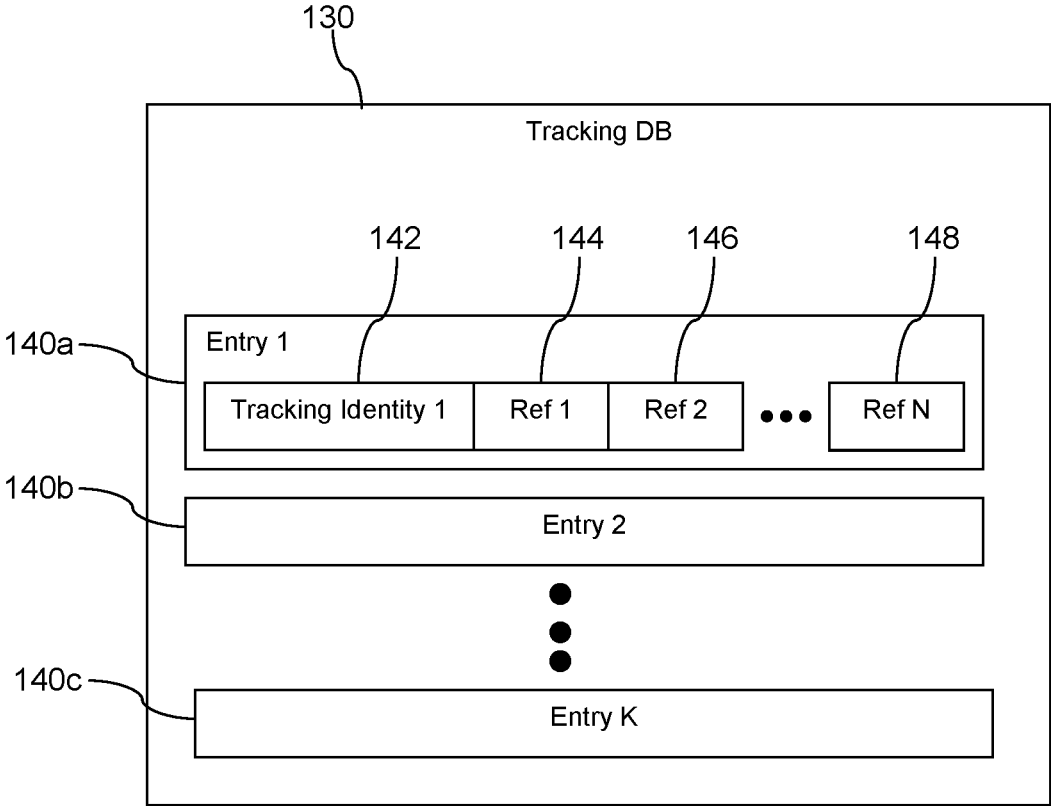 130
Tracking DB
142 144 146 148
140a
Entry 1
Tracking Identity 1 Ref 1 Ref 2 Ref N
140b
Entry 2
140c
Entry K